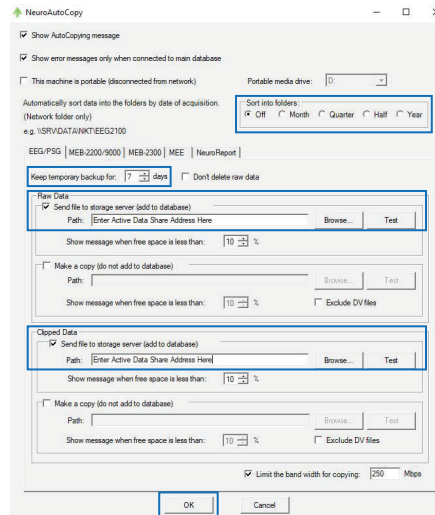 NeuroAutoCopy
Show AutoCopying message
Show error messages only when connected to main database
This machine is portable (disconnected from network) Portable media drive: D:
Automatically sort data into the folders by date of acquisition.
(Network folder only)
e.g. \\SRV\DATA\NKT\EEG2100
Sort into folders:
Off Month Quarter Half Year
EEG/PSG MEB-2200/9000 MEB-2300 MEE NeuroReport
Keep temporary backup for: 7 days Don't delete raw data
Raw Data
Send file to storage server (add to database)
Path: Enter Active Data Share Address Here Browse... Test
Show message when free space is less than: 10 %
Make a copy (do not add to database)
Path: Browse... Test
Show message when free space is less than: 10 % Exclude DV files
Clipped Data
Send file to storage server (add to database)
Path: Enter Active Data Share Address Here Browse... Test
Show message when free space is less than: 10 %
Make a copy (do not add to database)
Path: Browse... Test
Show message when free space is less than: 10 % Exclude DV files
Limit the band width for copying: 250 Mbps
OK Cancel